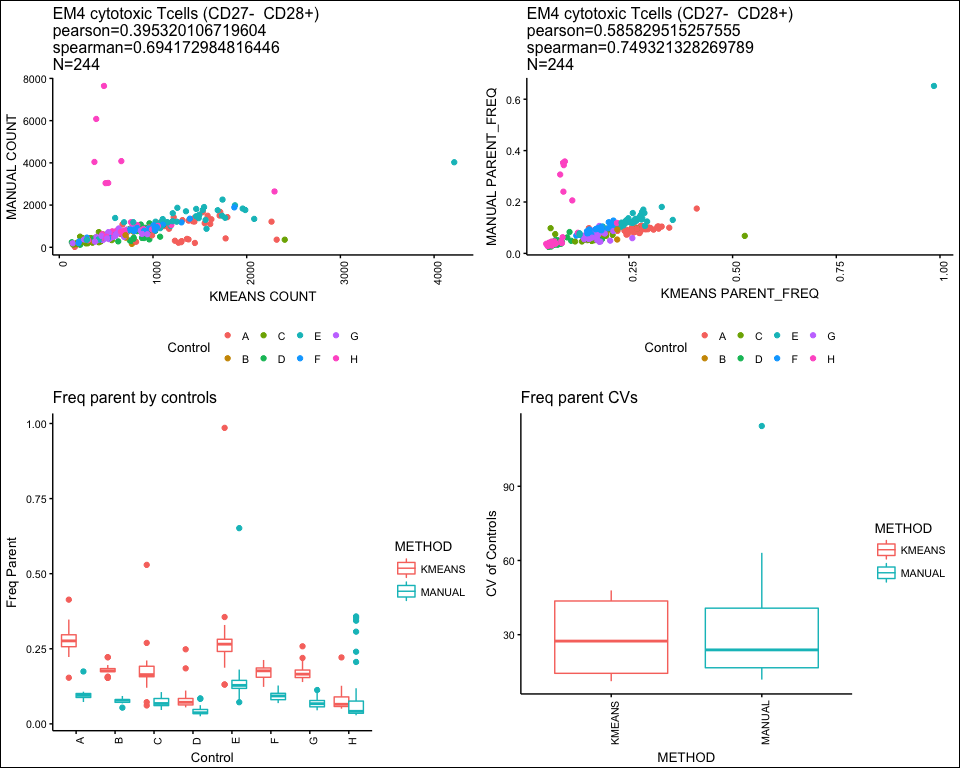 EM4 cytotoxic Tcells (CD27-  CD28+)
pearson=0.395320106719604
spearman=0.694172984816446
N=244
8000
6000
4000
2000
0
MANUAL COUNT
0
1000
2000
3000
4000
KMEANS COUNT
Control
A
C
E
G
B
D
F
H
EM4 cytotoxic Tcells (CD27-  CD28+)
pearson=0.585829515257555
spearman=0.749321328269789
N=244
0.6
0.4
0.2
0.0
MANUAL PARENT_FREQ
0.25
0.50
0.75
1.00
KMEANS PARENT_FREQ
Control
A
C
E
G
B
D
F
H
Freq parent by controls
1.00
0.75
0.50
0.25
0.00
Freq Parent
A
B
C
D
E
F
G
H
Control
METHOD
KMEANS
MANUAL
Freq parent CVs
90
60
30
CV of Controls
KMEANS
MANUAL
METHOD
METHOD
KMEANS
MANUAL